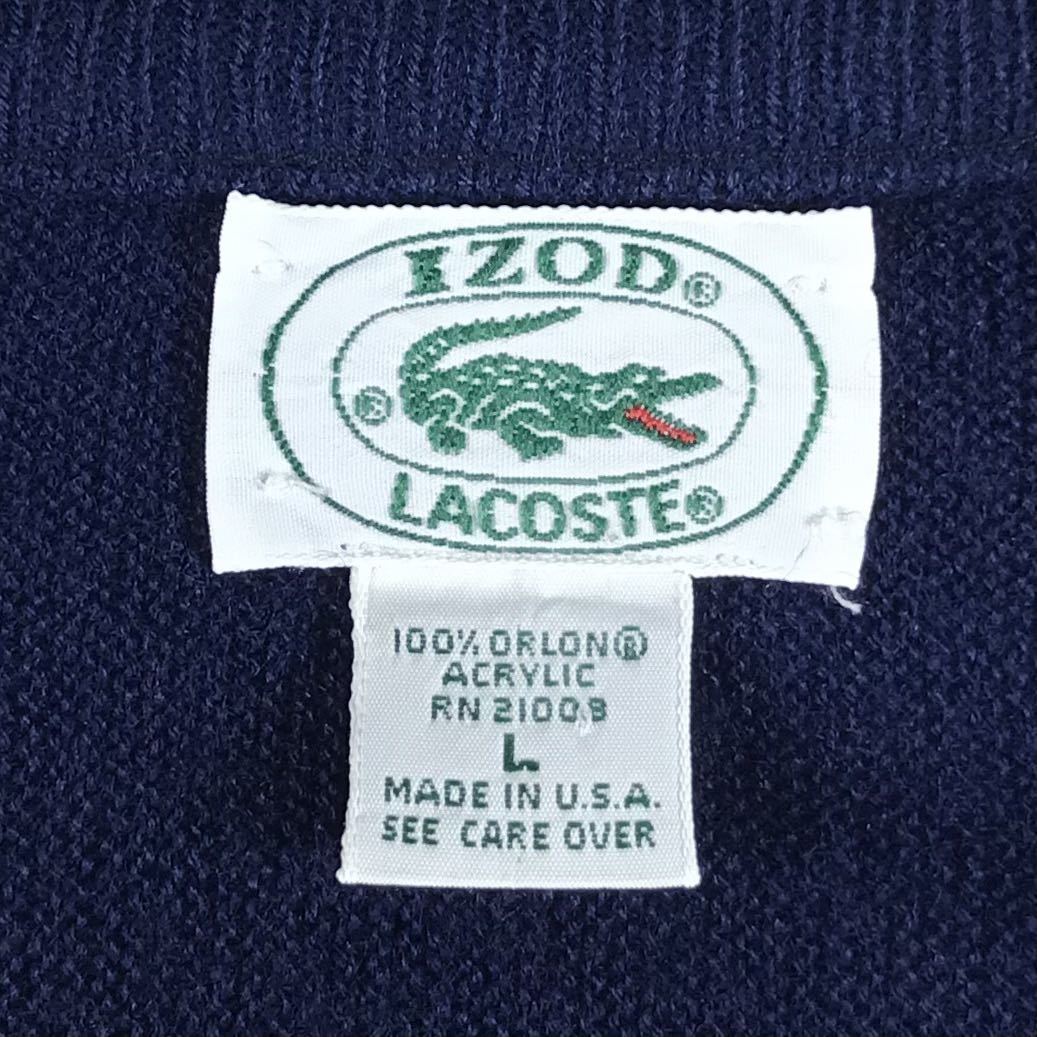 IZOD®
®
LACOSTE®
100% ORLON®
ACRYLIC
RN 21009
L
MADE IN U.S.A.
SEE CARE OVER